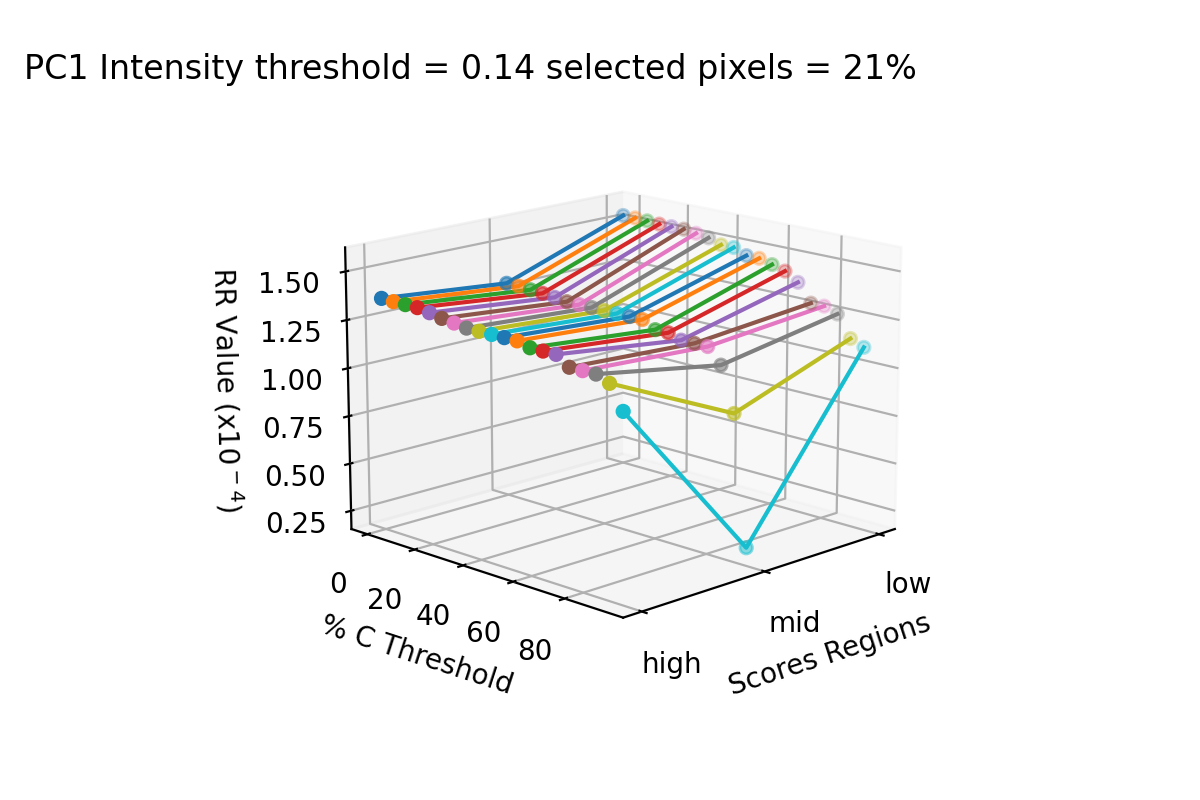 PC1 Intensity threshold = 0.14 selected pixels = 21%
RR Value (x10⁻⁴)
1.50
1.25
1.00
0.75
0.50
0.25
0
20
40
60
80
% C Threshold
high
mid
low
Scores Regions